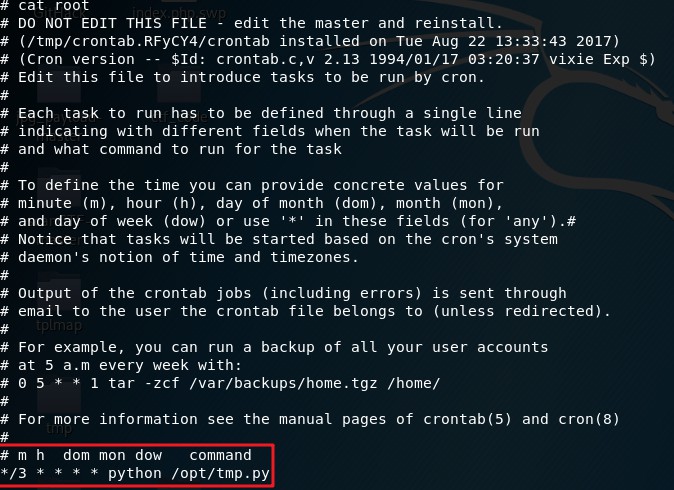 GitHack index.php.swp
# cat root
# DO NOT EDIT THIS FILE - edit the master and reinstall.
# (/tmp/crontab.RFyCY4/crontab installed on Tue Aug 22 13:33:43 2017)
# (Cron version -- $Id: crontab.c,v 2.13 1994/01/17 03:20:37 vixie Exp $)
# Edit this file to introduce tasks to be run by cron.
#
# Each task to run has to be defined through a single line
# indicating with different fields when the task will be run
# and what command to run for the task
#
# To define the time you can provide concrete values for
# minute (m), hour (h), day of month (dom), month (mon),
# and day of week (dow) or use '*' in these fields (for 'any').#
# Notice that tasks will be started based on the cron's system
# daemon's notion of time and timezones.
#
# Output of the crontab jobs (including errors) is sent through
# email to the user the crontab file belongs to (unless redirected).
tplmap
#
# For example, you can run a backup of all your user accounts
# at 5 a.m every week with:
# 0 5 * * 1 tar -zcf /var/backups/home.tgz /home/
#
# For more information see the manual pages of crontab(5) and cron(8)
tmp
#
# m h  dom mon dow   command
*/3 * * * * python /opt/tmp.py